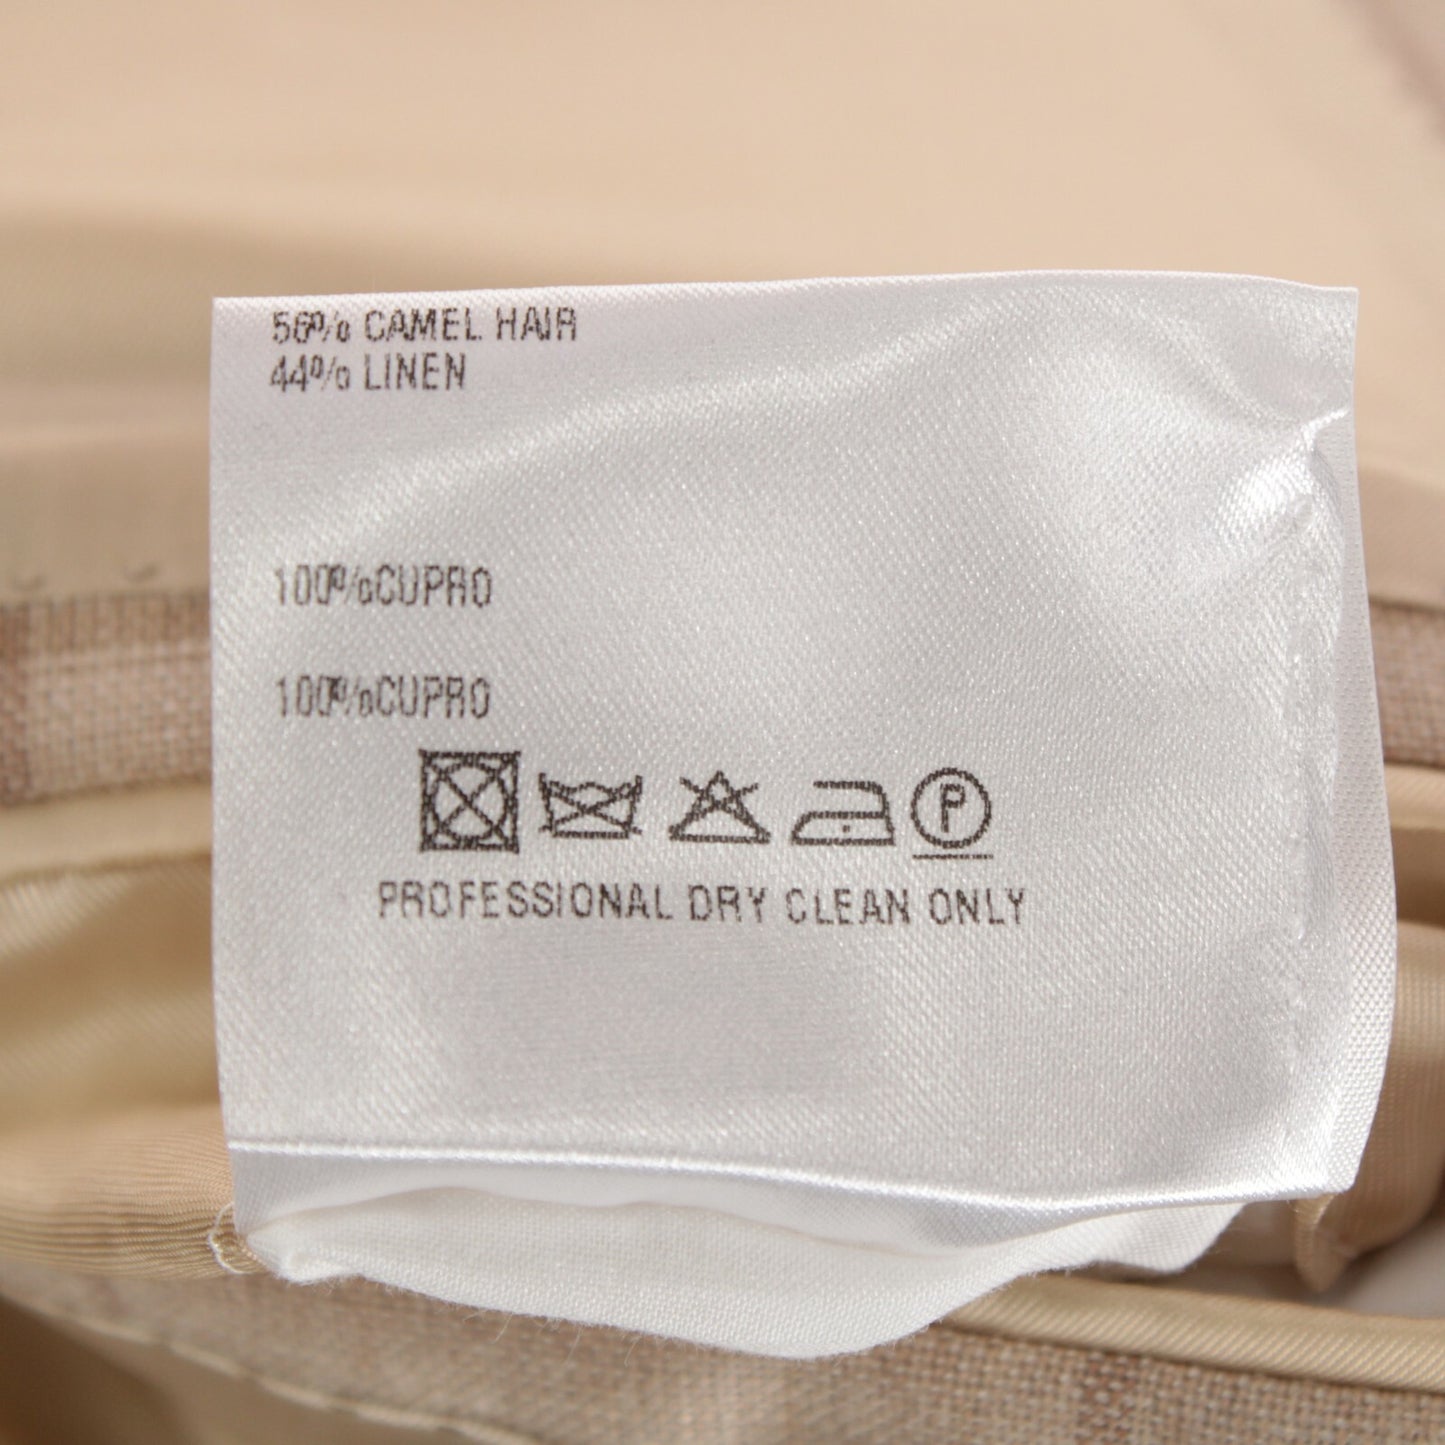 56% CAMEL HAIR
44% LINEN
100%CUPRO
100%CUPRO
P
PROFESSIONAL DRY CLEAN ONLY